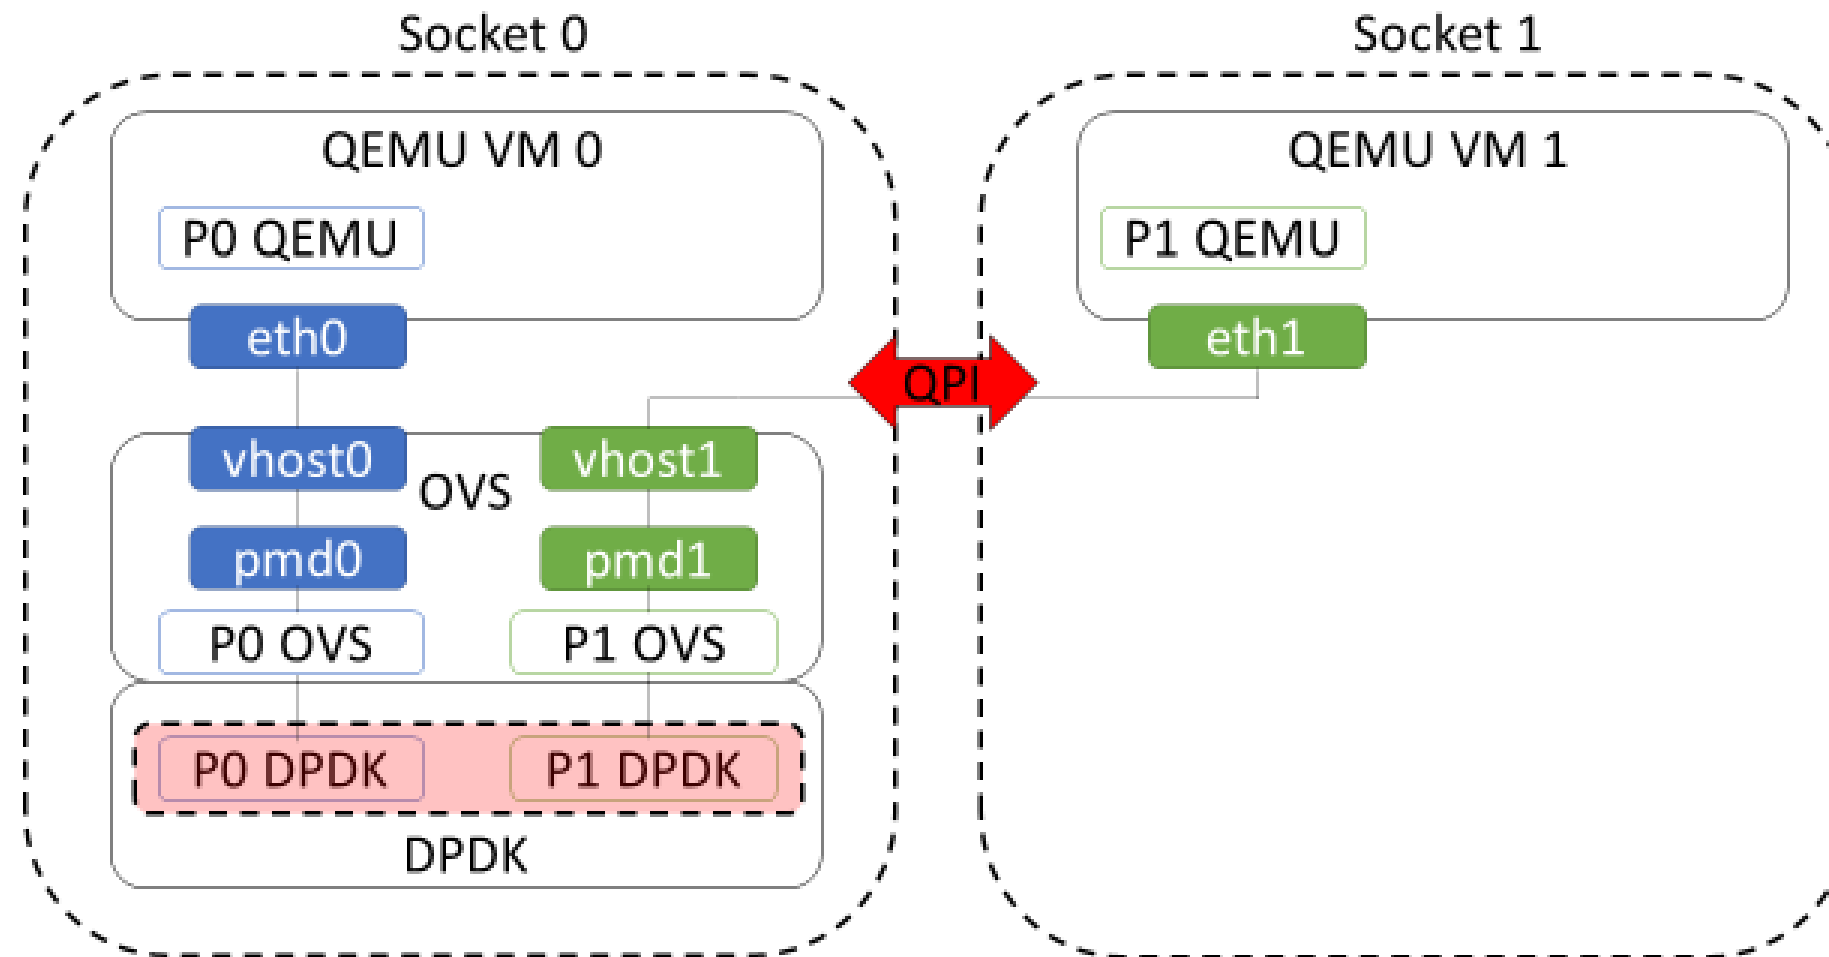 Socket 0
Socket 1
QEMU VM 0
QEMU VM 1
P0 QEMU
P1 QEMU
eth0
eth1
QPI
vhost0
OVS
vhost1
pmd0
pmd1
P0 OVS
P1 OVS
P0 DPDK
P1 DPDK
DPDK